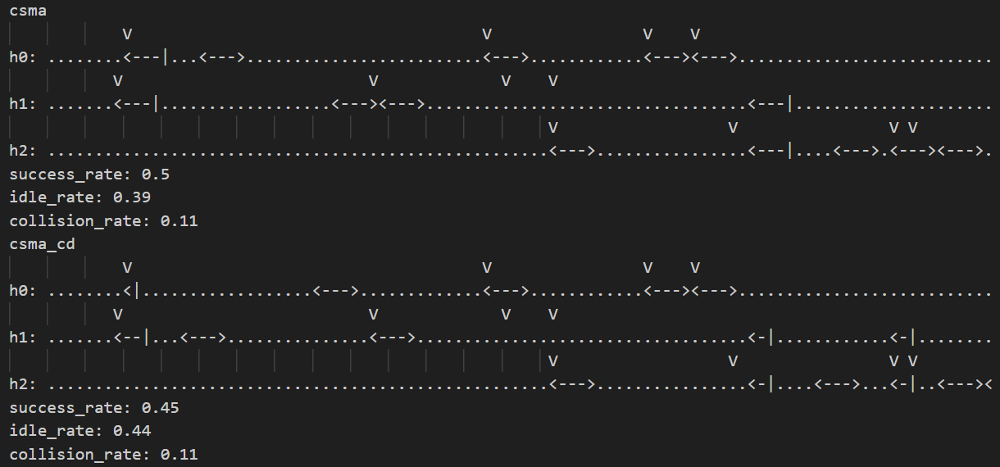 csma
            v                                     v                v    v
h0: ........<---|...<--->.........................<--->............<---><--->...........................
           v                          v             v    v
h1: .......<---|..................<---><--->..................................<---|.....................
                                                         v                  v                v v
h2: .....................................................<--->................<---|....<--->.<---><--->.
success_rate: 0.5
idle_rate: 0.39
collision_rate: 0.11
csma_cd
            v                                     v                v    v
h0: ........<|..................<--->.............<--->............<---><--->...........................
           v                          v             v    v
h1: .......<--|...<--->...............<--->...................................<-|............<-|........
                                                         v                  v                v v
h2: .....................................................<--->................<-|....<--->...<-|..<---><
success_rate: 0.45
idle_rate: 0.44
collision_rate: 0.11